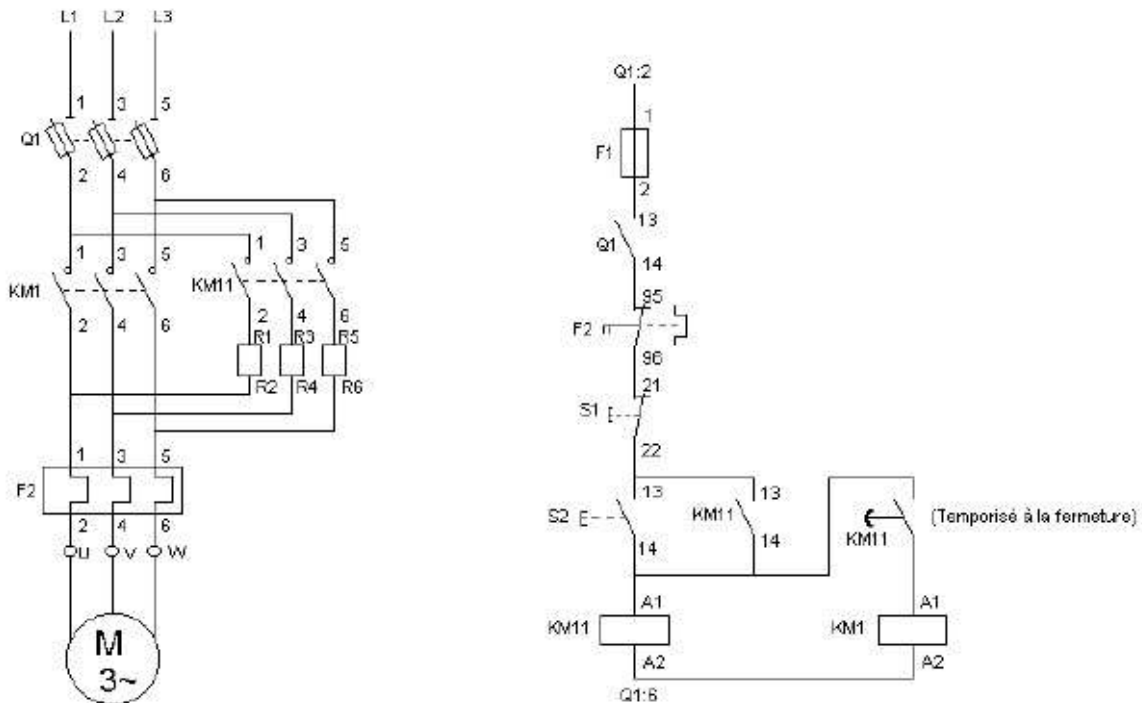 L1 L2 L3
1 3 5
Q1
2 4 6
1 3 5
KM1
2 4 6
1 3 5
KM11
2 4 6
R1 R3 R5
R2 R4 R6
1 3 5
F2
2 4 6
U V W
M
3~
Q1:2
1
F1
2
13
Q1
14
95
F2
96
21
S1
22
13
S2
14
13
KM11
14
KM11
(Temporisé à la fermeture)
A1
KM11
A2
A1
KM1
A2
Q1:6